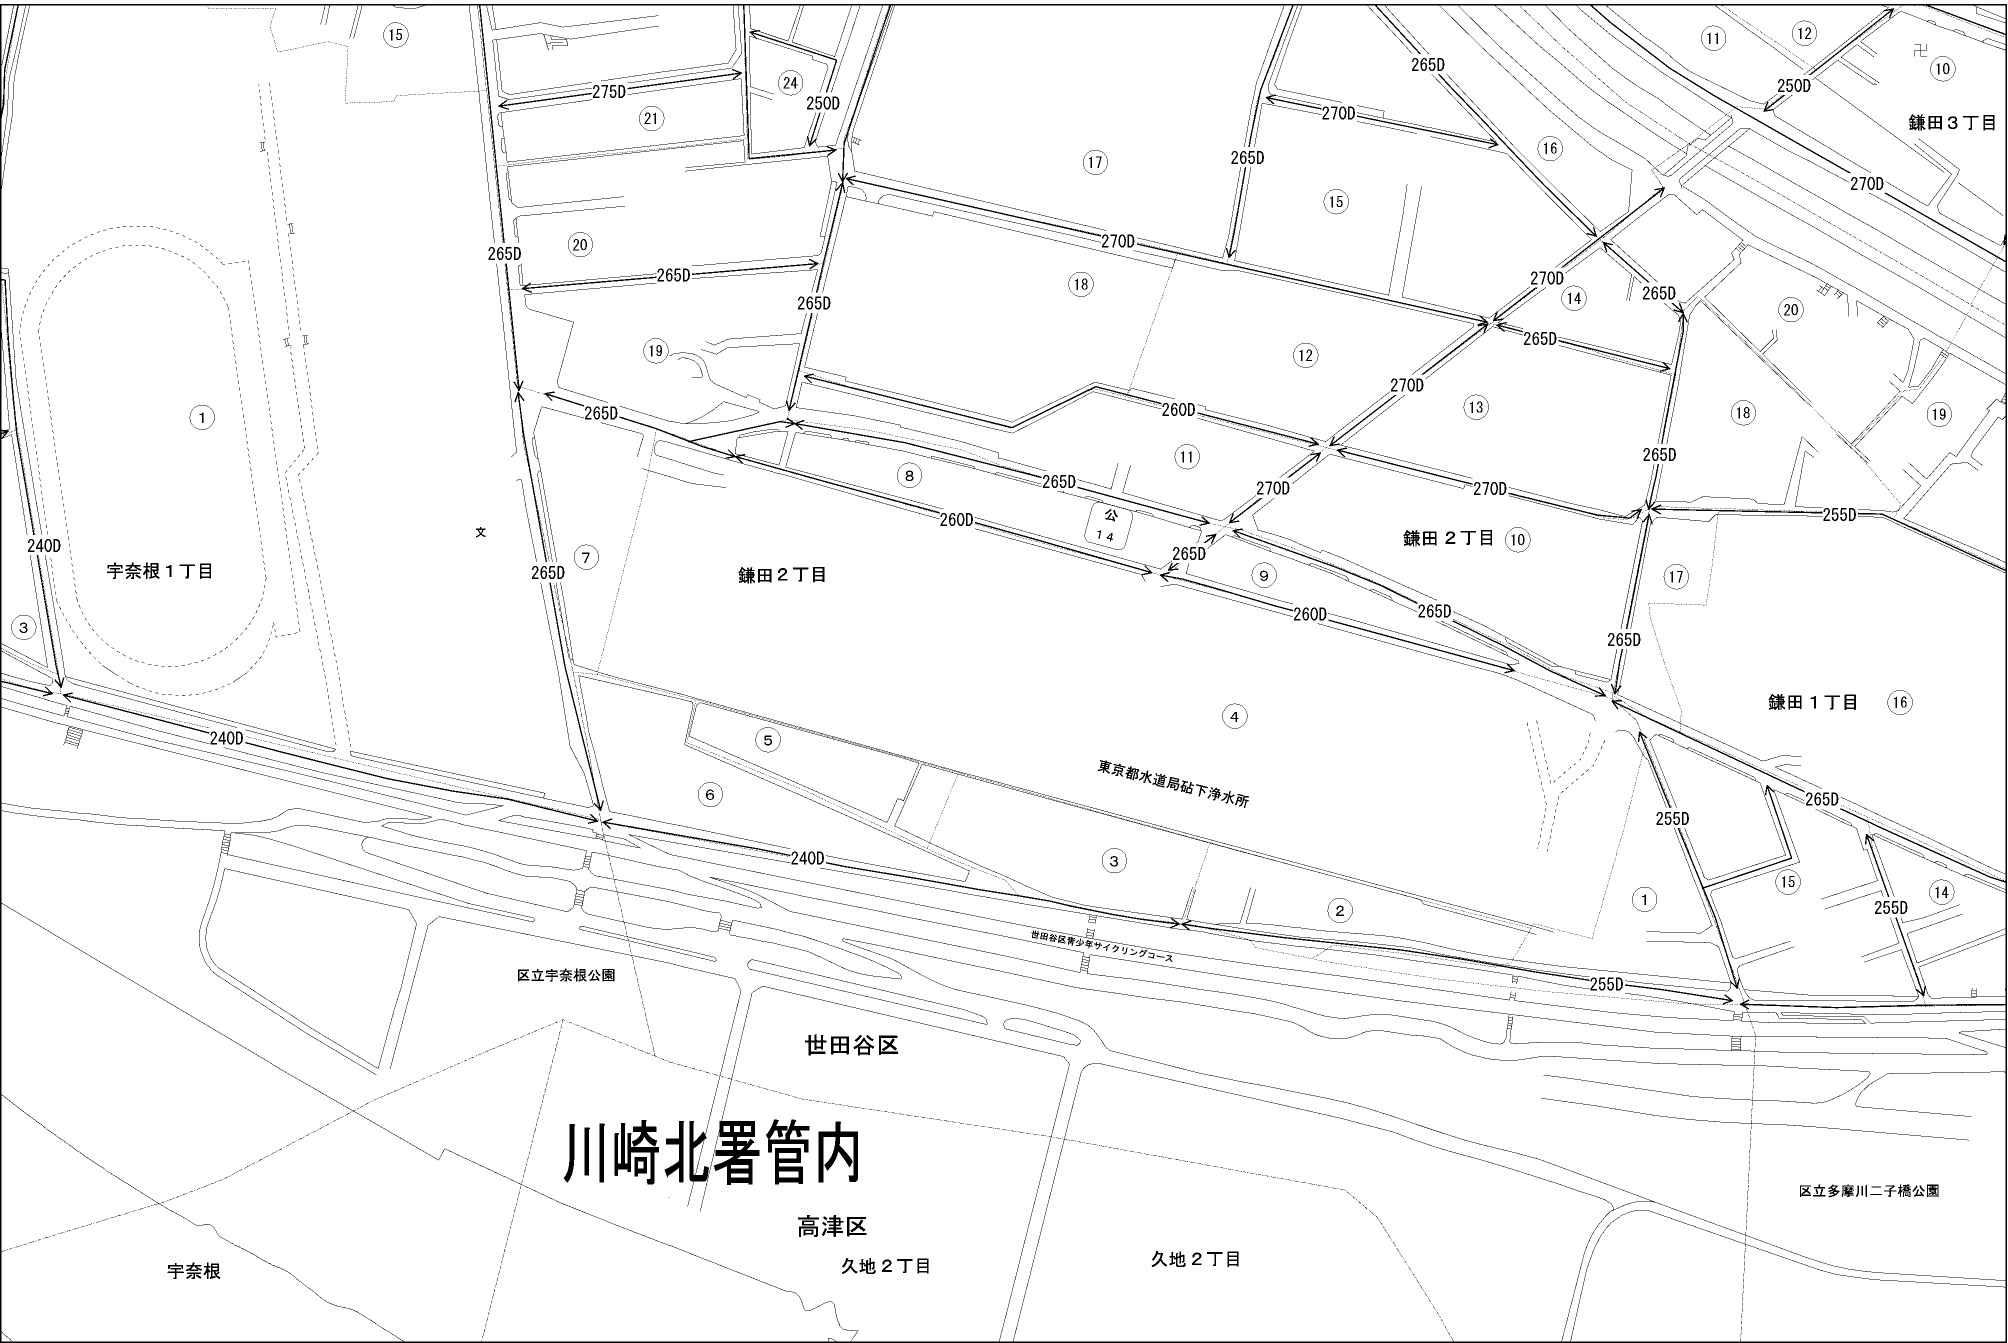 15
11
12
10
265D
24
250D
275D
21
250D
270D
鎌田３丁目
16
17
265D
270D
15
20
265D
270D
265D
18
270D
14
265D
20
265D
265D
19
12
270D
13
18
19
1
265D
260D
11
265D
8
265D
270D
270D
260D
公
14
255D
文
鎌田２丁目
10
240D
宇奈根１丁目
265D
7
鎌田２丁目
265D
9
17
3
260D
265D
265D
4
鎌田１丁目
16
240D
5
東京都水道局砧下浄水所
6
265D
255D
240D
3
15
14
1
2
255D
世田谷区青少年サイクリングコース
区立宇奈根公園
255D
世田谷区
川崎北署管内
区立多摩川二子橋公園
高津区
久地２丁目
久地２丁目
宇奈根